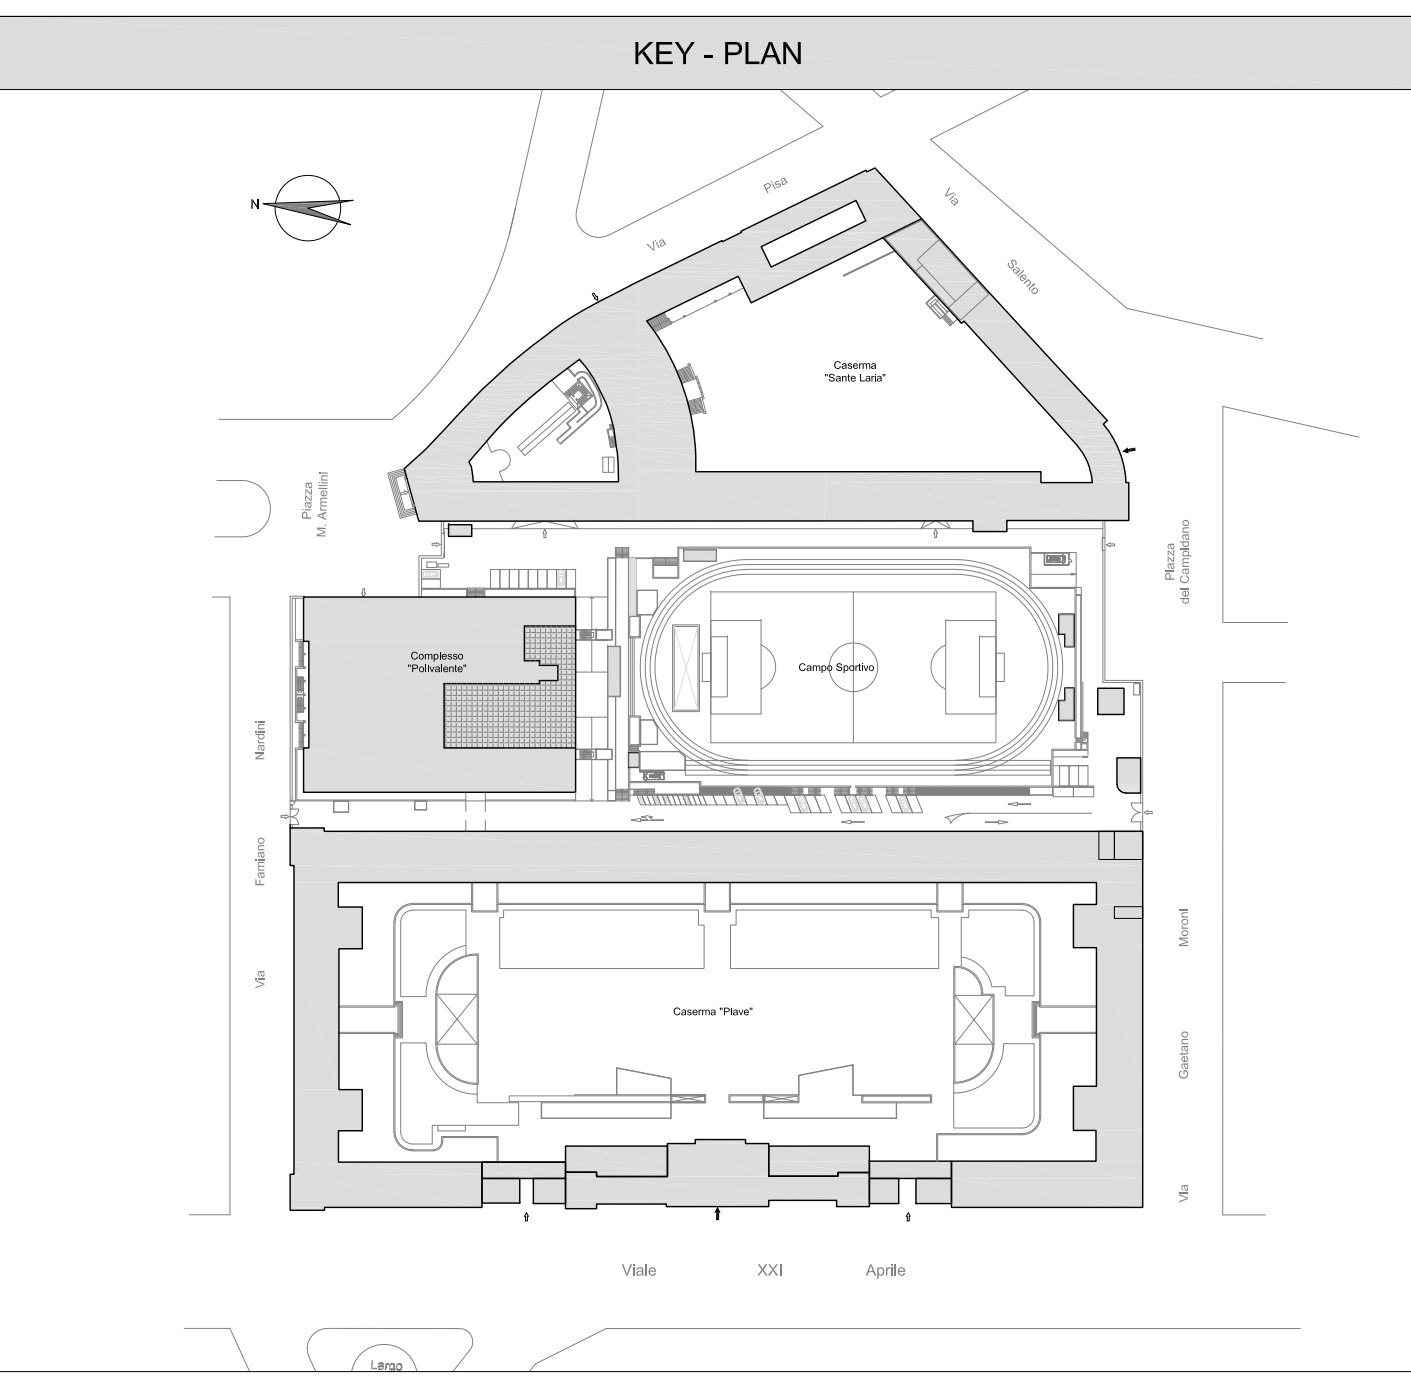 KEY - PLAN
N
Via Pisa
Via Salento
Caserma
"Sante Laria"
Piazza
M. Armellini
Piazza
del Campidano
Complesso
"Polivalente"
Campo Sportivo
Via Famiano Nardini
Caserma "Piave"
Via Gaetano Moroni
Viale XXI Aprile
Largo